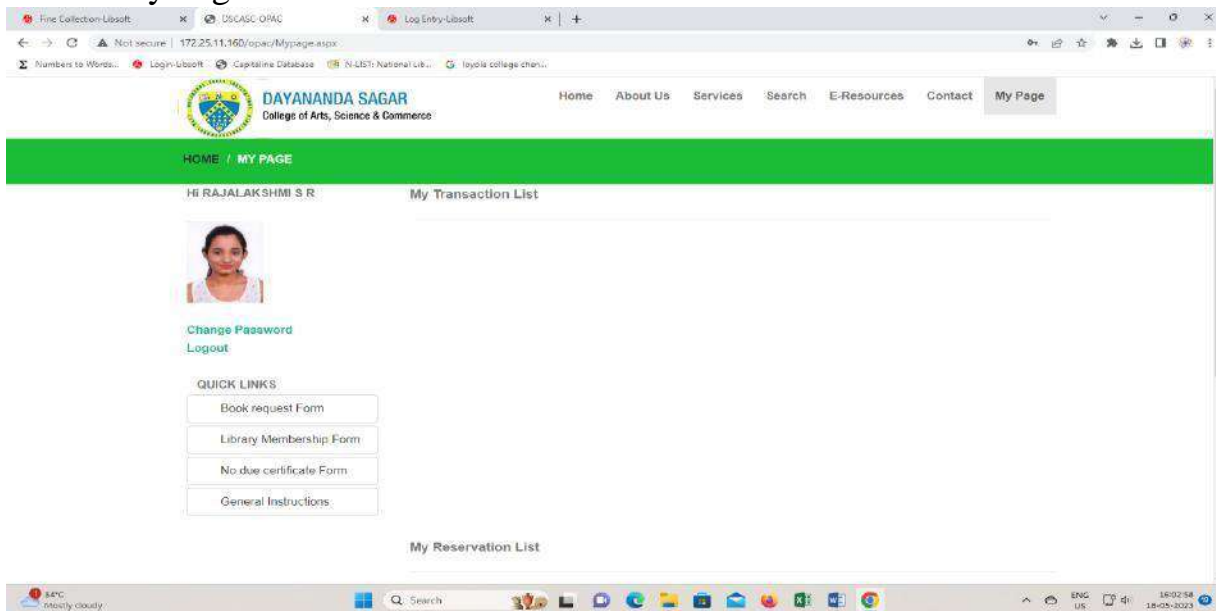 Fine Collection-Libsoft
DSCASC-OPAC
Log Entry-Libsoft
Not secure | 172.25.11.160/opac/Mypage.aspx
Numbers to Words...
Login-Libsoft
Capitaline Database
N-LIST: National Lib...
loyola college chen...
DAYANANDA SAGAR
College of Arts, Science & Commerce
Home About Us Services Search E-Resources Contact My Page
HOME / MY PAGE
Hi RAJALAKSHMI S R
My Transaction List
Change Password
Logout
QUICK LINKS
Book request Form
Library Membership Form
No due certificate Form
General Instructions
My Reservation List
Mostly cloudy
Search
ENG
US
16:02:58
18-05-2023